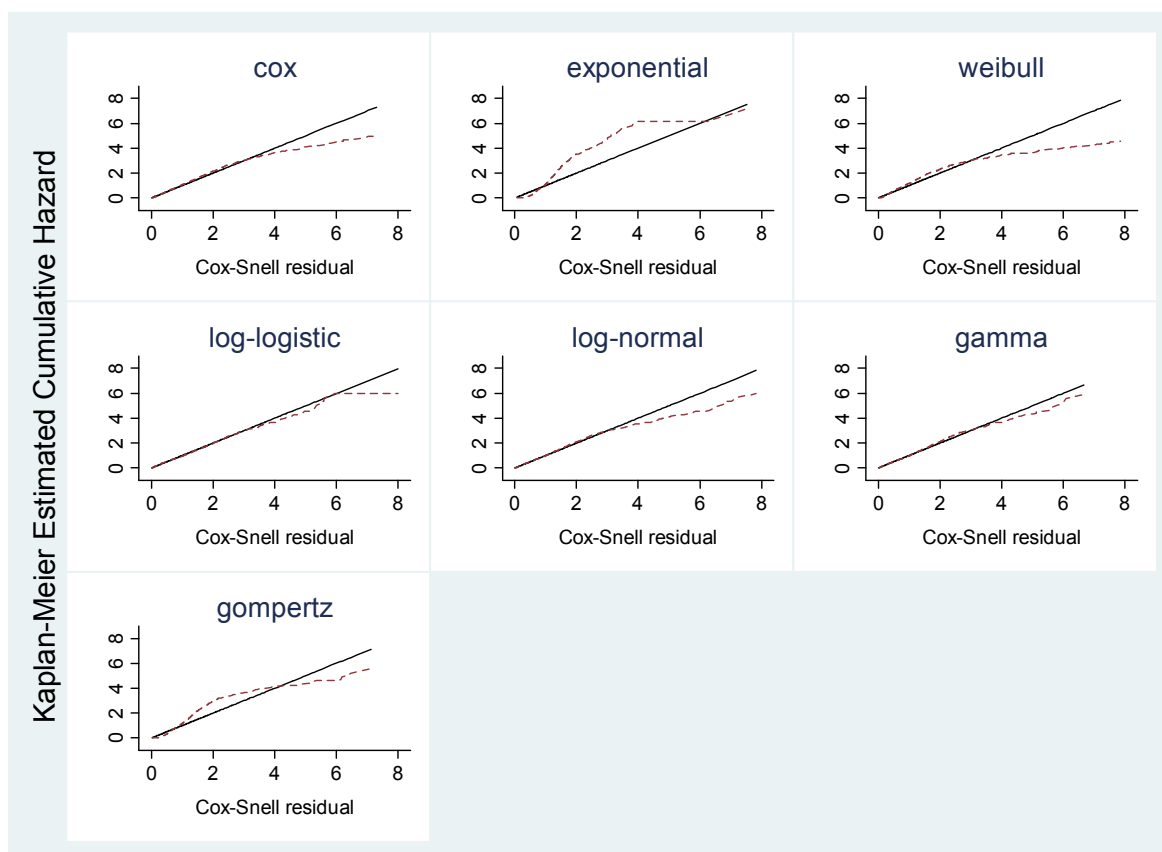 Kaplan-Meier Estimated Cumulative Hazard
cox
8
6
4
2
0
0 2 4 6 8
Cox-Snell residual
exponential
8
6
4
2
0
0 2 4 6 8
Cox-Snell residual
weibull
8
6
4
2
0
0 2 4 6 8
Cox-Snell residual
log-logistic
8
6
4
2
0
0 2 4 6 8
Cox-Snell residual
log-normal
8
6
4
2
0
0 2 4 6 8
Cox-Snell residual
gamma
8
6
4
2
0
0 2 4 6 8
Cox-Snell residual
gompertz
8
6
4
2
0
0 2 4 6 8
Cox-Snell residual